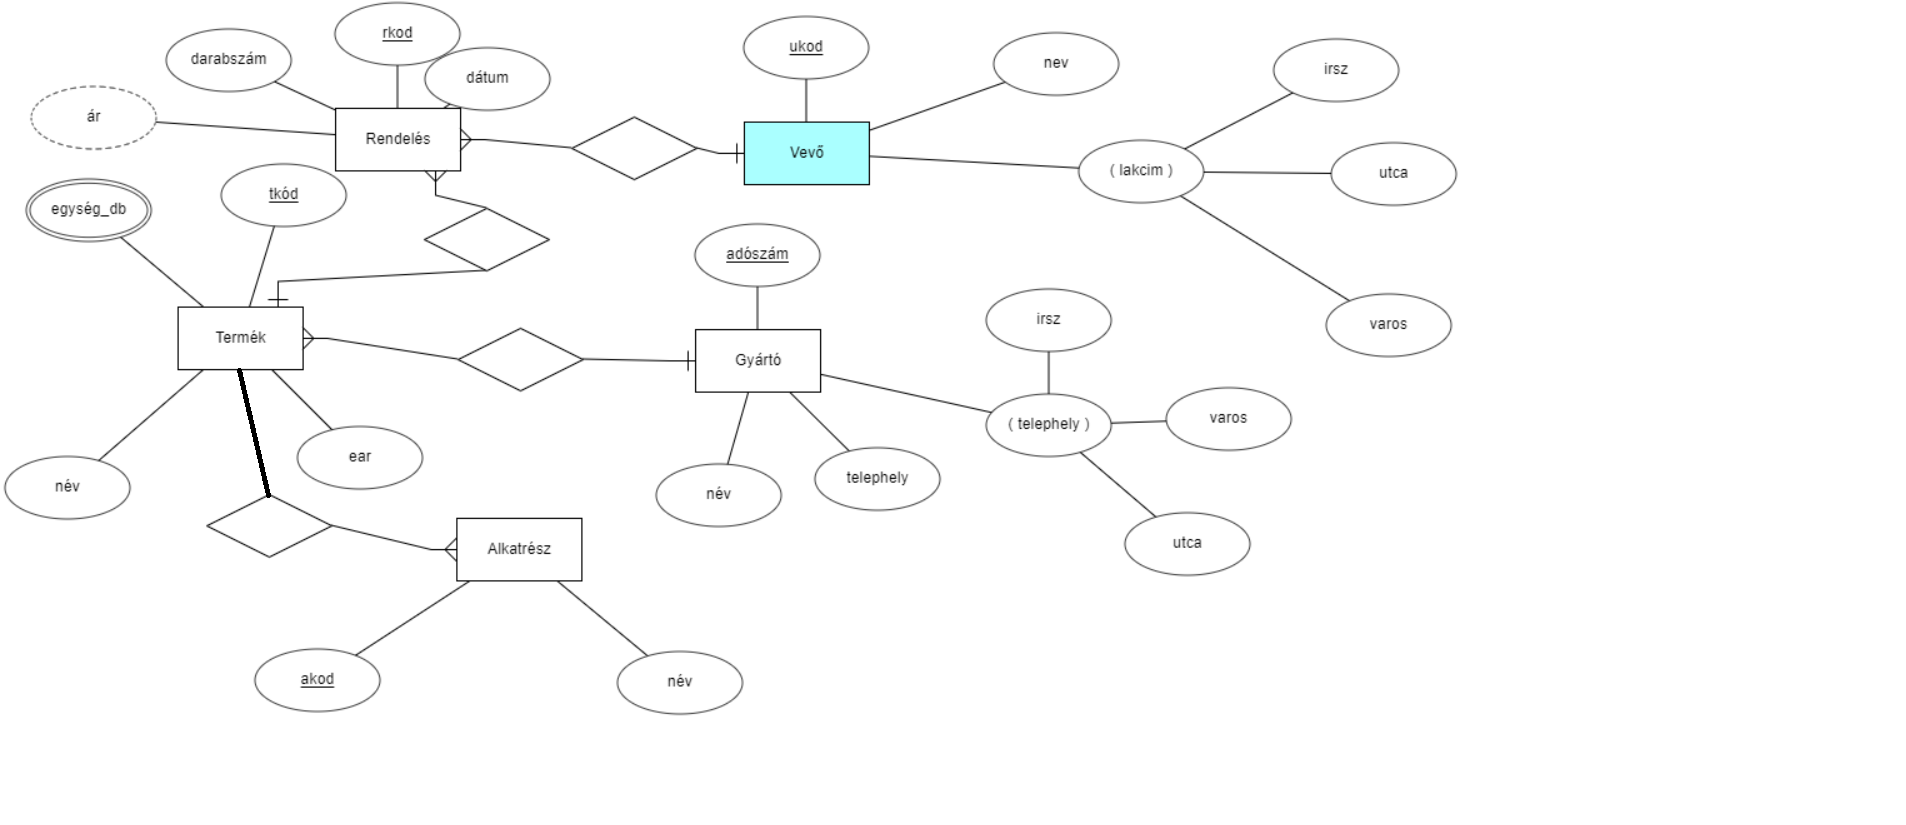 rkod
ukod
darabszám
dátum
nev
irsz
ár
Rendelés
Vevő
( lakcim )
utca
egység_db
tkód
adószám
irsz
varos
Termék
Gyártó
( telephely )
varos
ear
név
név
telephely
utca
Alkatrész
akod
név